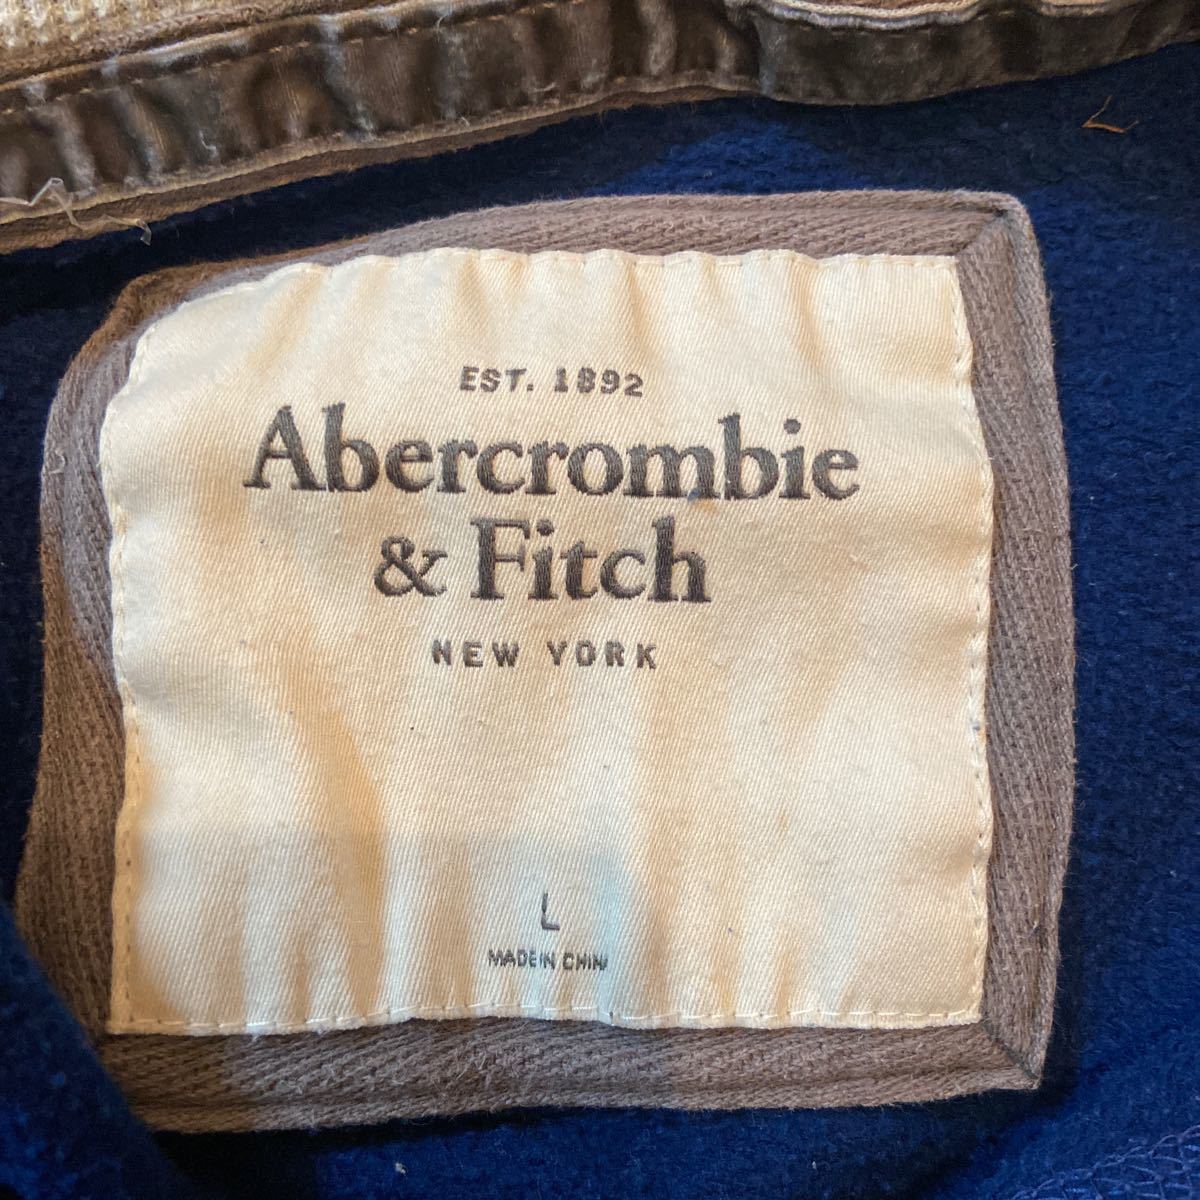 EST. 1892
Abercrombie
& Fitch
NEW YORK
L
MADE IN CHINA